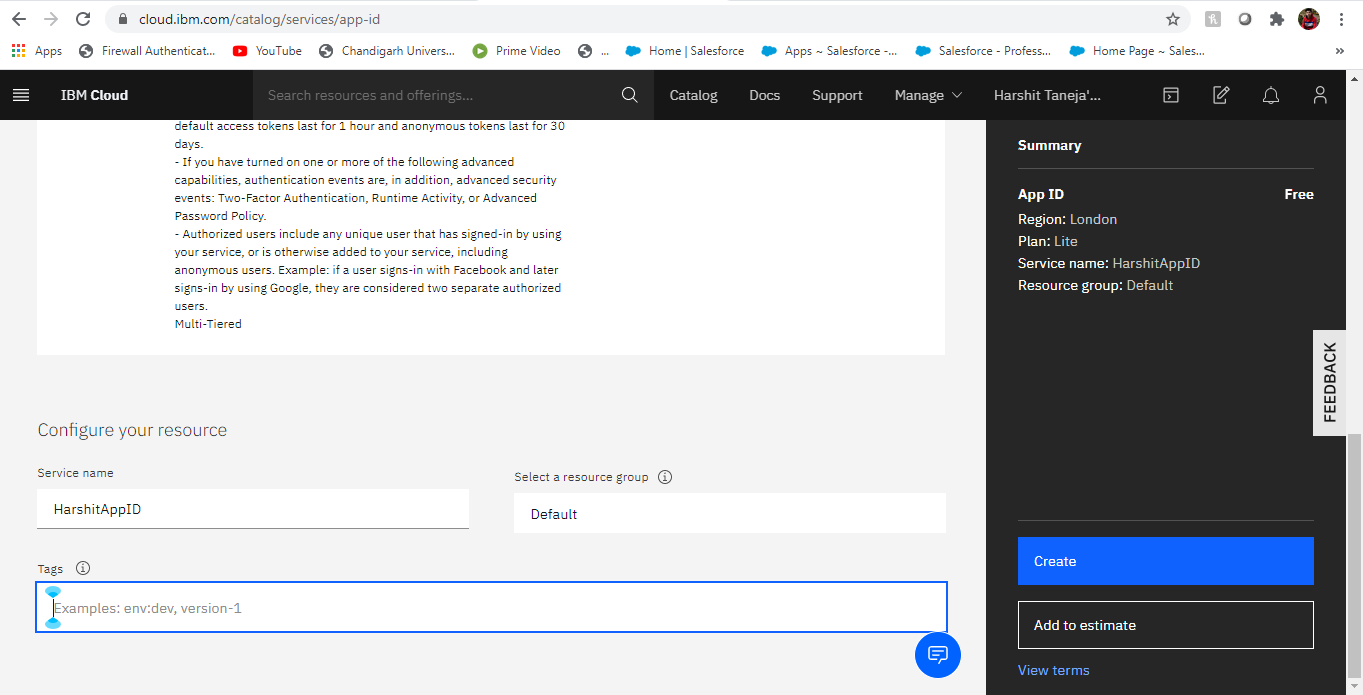 cloud.ibm.com/catalog/services/app-id
Apps
Firewall Authenticat...
YouTube
Chandigarh Univers...
Prime Video
...
Home | Salesforce
Apps ~ Salesforce -...
Salesforce - Profess...
Home Page ~ Sales...
»
IBM Cloud
Search resources and offerings...
Catalog
Docs
Support
Manage
Harshit Taneja'...
default access tokens last for 1 hour and anonymous tokens last for 30
days.
- If you have turned on one or more of the following advanced
capabilities, authentication events are, in addition, advanced security
events: Two-Factor Authentication, Runtime Activity, or Advanced
Password Policy.
- Authorized users include any unique user that has signed-in by using
your service, or is otherwise added to your service, including
anonymous users. Example: if a user signs-in with Facebook and later
signs-in by using Google, they are considered two separate authorized
users.
Multi-Tiered
Configure your resource
Service name
HarshitAppID
Select a resource group
Default
Tags
Examples: env:dev, version-1
Summary
App ID Free
Region: London
Plan: Lite
Service name: HarshitAppID
Resource group: Default
FEEDBACK
Create
Add to estimate
View terms